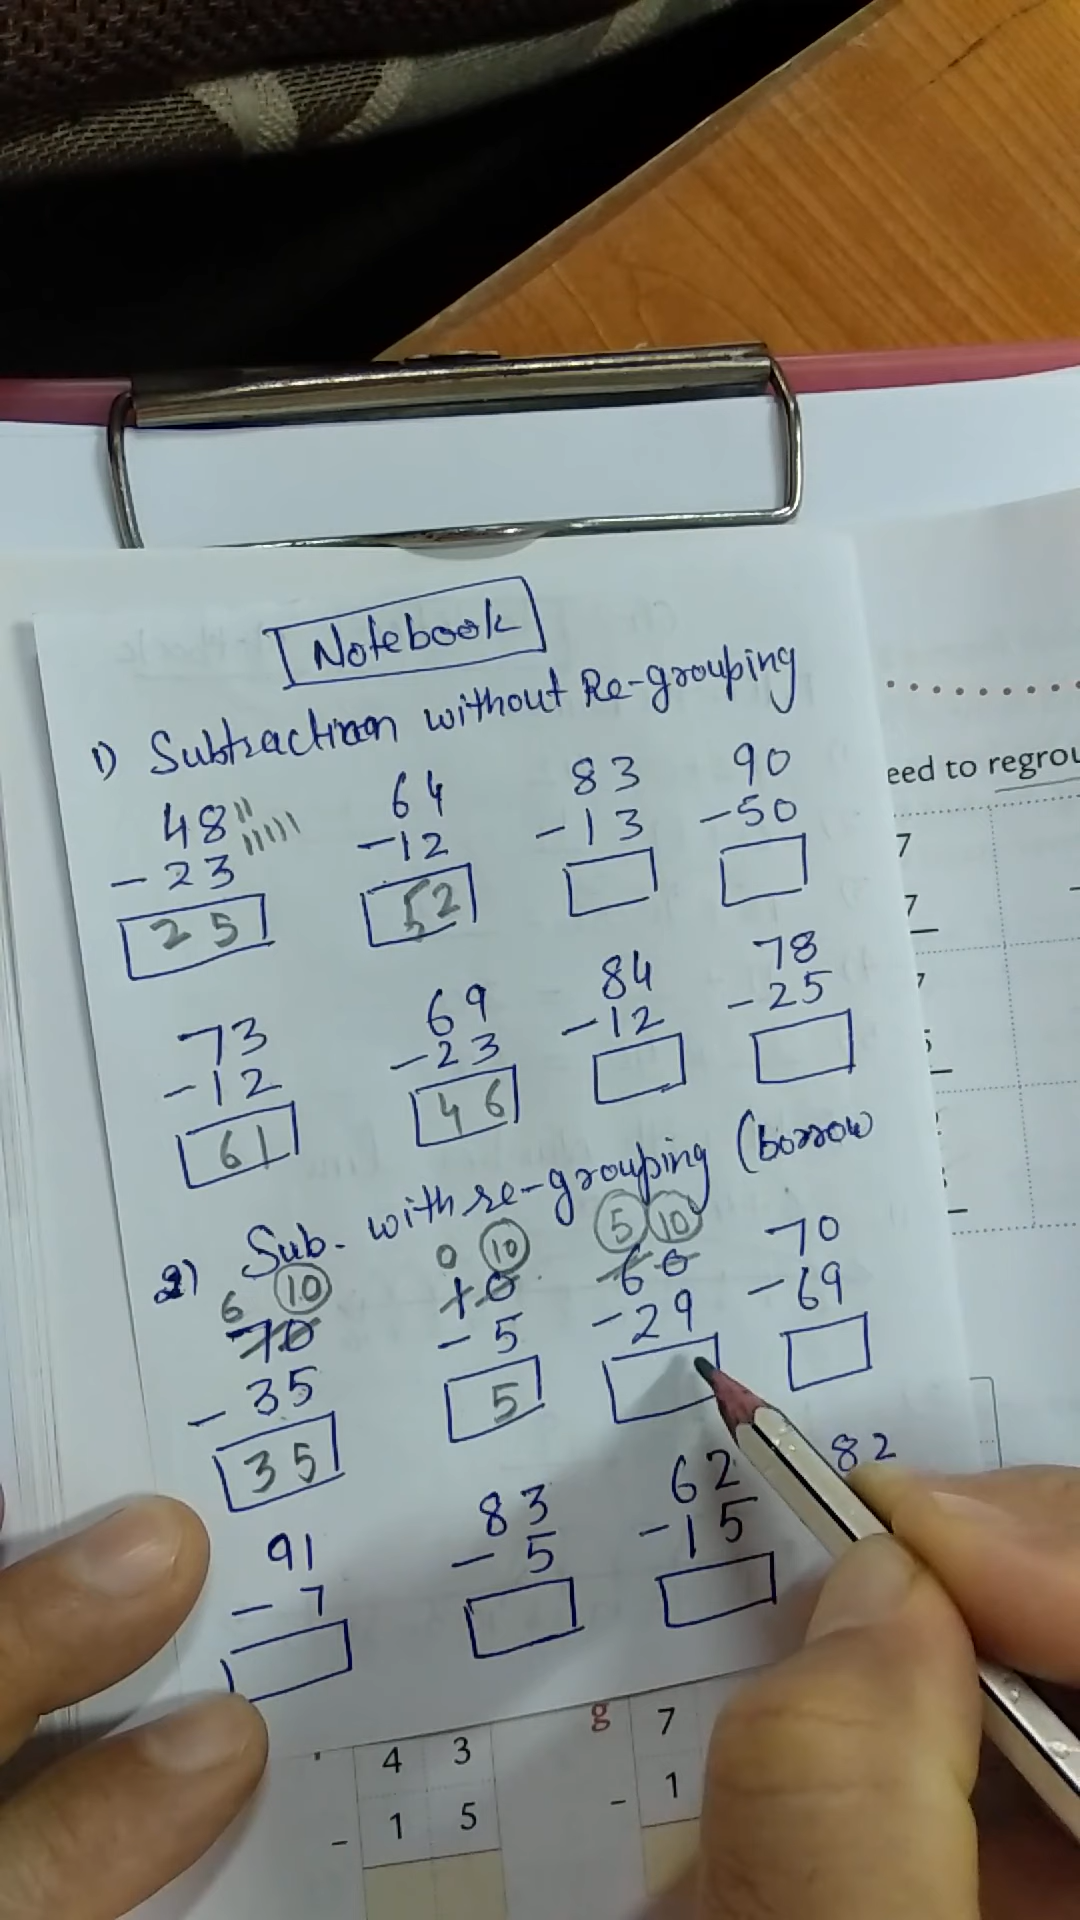 Notebook
1) Subtraction without Re-grouping
48 64 83 90
-23 -12 -13 -50
25 52
73 69 84 78
-12 -23 -12 -25
61 46
2) Sub. with re-grouping (borrow
6 10 0 10 5 10
70 10 60 70
-35 -5 -29 -69
35 5
91 83 62 82
-7 -5 -15
eed to regrou
7
7
g
4 3 7
-1 5 -1